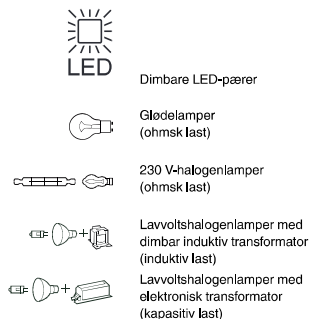 LED
Dimbare LED-pærer
Glødelamper
(ohmsk last)
230 V-halogenlamper
(ohmsk last)
Lavvoltshalogenlamper med
dimbar induktiv transformator
(induktiv last)
Lavvoltshalogenlamper med
elektronisk transformator
(kapasitiv last)